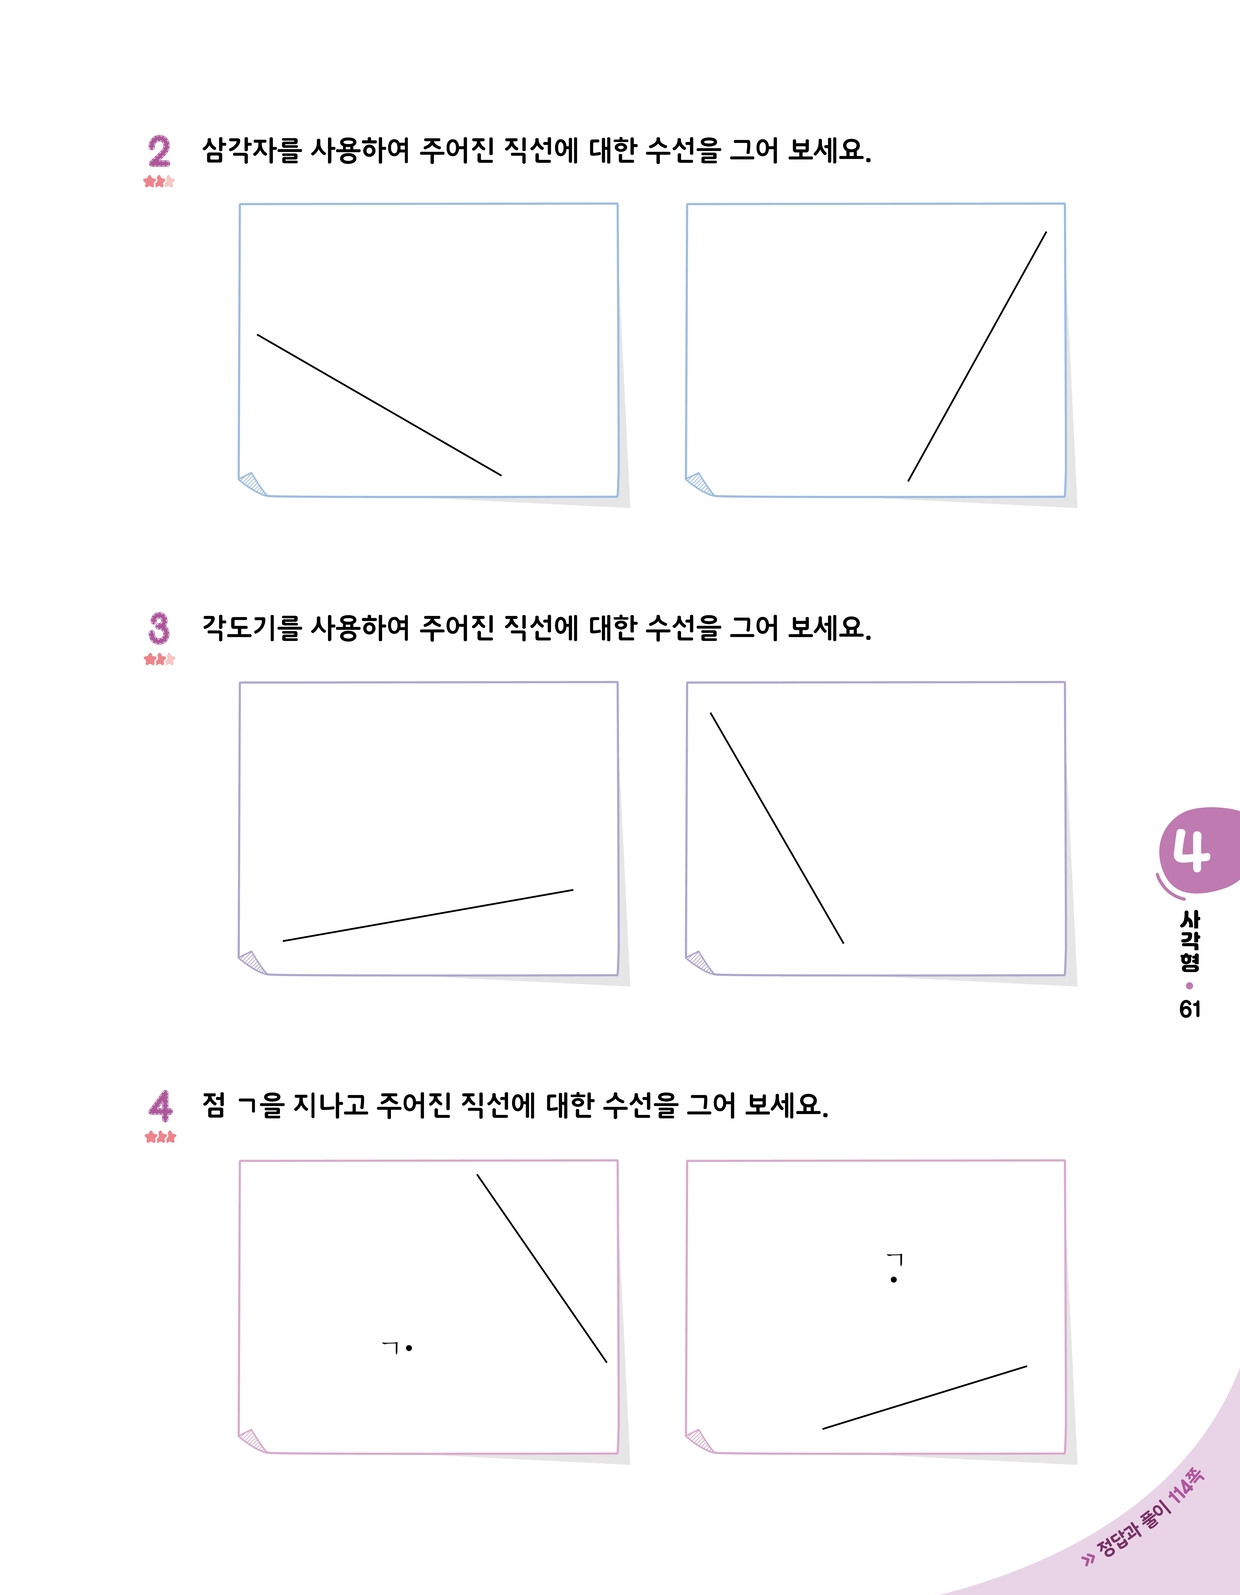 2 삼각자를 사용하여 주어진 직선에 대한 수선을 그어 보세요.
3 각도기를 사용하여 주어진 직선에 대한 수선을 그어 보세요.
4
사각형 • 61
4 점 ㄱ을 지나고 주어진 직선에 대한 수선을 그어 보세요.
ㄱ
ㄱ
» 정답과 풀이 114쪽